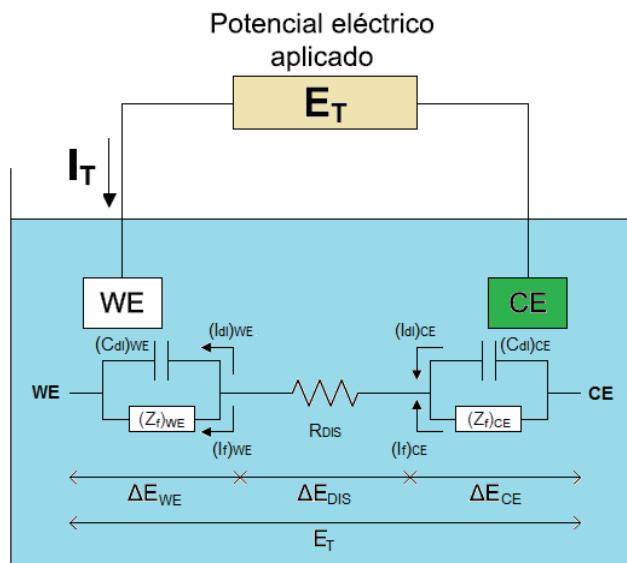 Potencial eléctrico
aplicado
E_T
I_T
WE
CE
(C_dl)_WE
(I_dl)_WE
(I_dl)_CE
(C_dl)_CE
WE
CE
(Z_f)_WE
R_DIS
(Z_f)_CE
(I_f)_WE
(I_f)_CE
ΔE_WE
ΔE_DIS
ΔE_CE
E_T